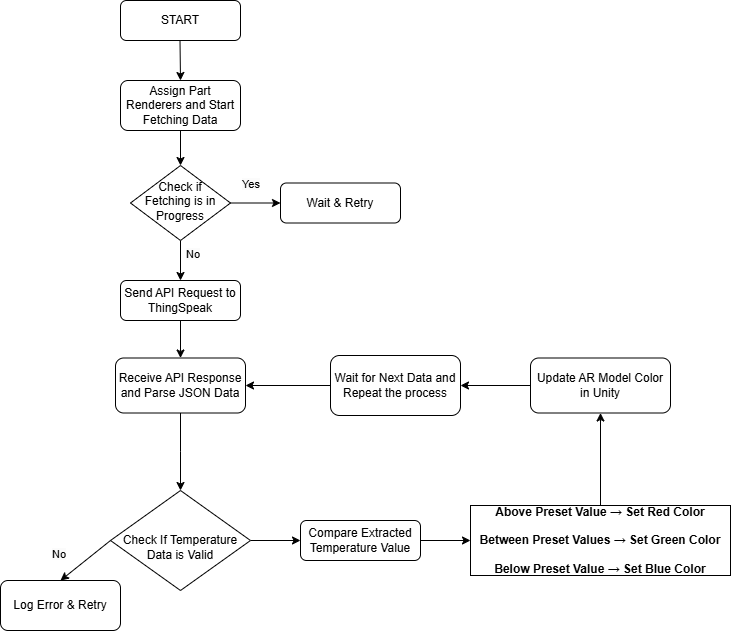 START
Assign Part
Renderers and Start
Fetching Data
Check if
Fetching is in
Progress
Yes
Wait & Retry
No
Send API Request to
ThingSpeak
Receive API Response
and Parse JSON Data
Wait for Next Data and
Repeat the process
Update AR Model Color
in Unity
Check If Temperature
Data is Valid
Compare Extracted
Temperature Value
Above Preset Value → Set Red Color
Between Preset Values → Set Green Color
Below Preset Value → Set Blue Color
No
Log Error & Retry